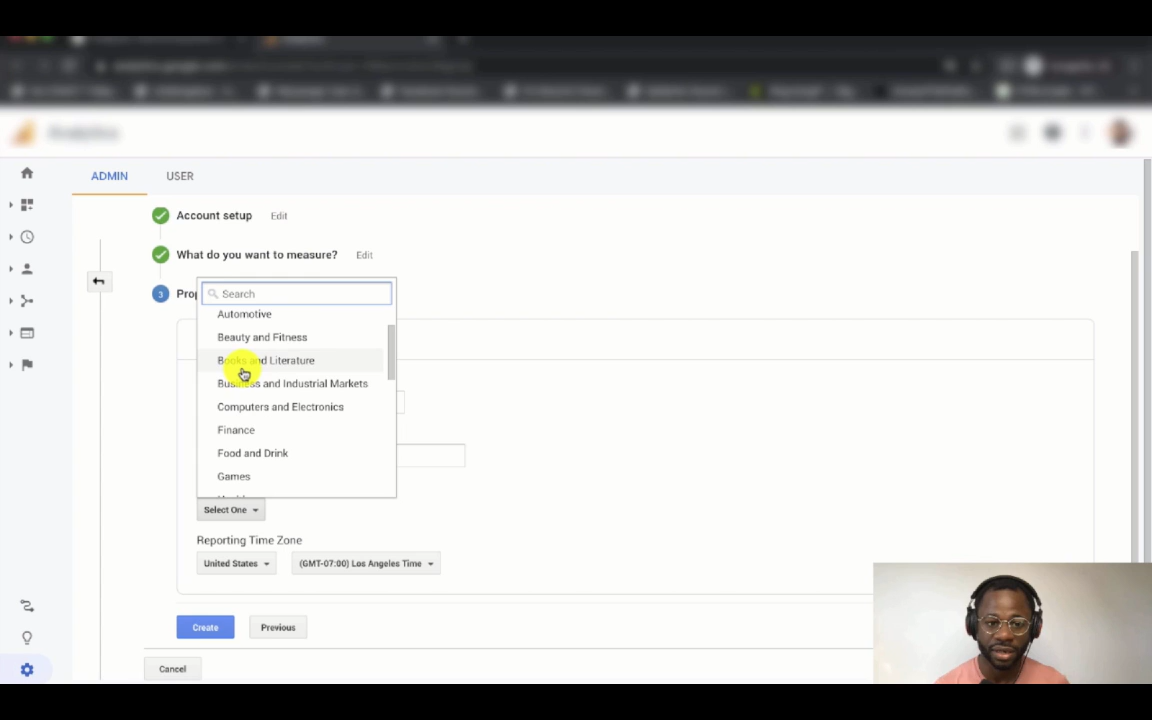 Analytics
ADMIN USER
Account setup Edit
What do you want to measure? Edit
3 Prop
Search
Automotive
Beauty and Fitness
Books and Literature
Business and Industrial Markets
Computers and Electronics
Finance
Food and Drink
Games
Select One
Reporting Time Zone
United States (GMT-07:00) Los Angeles Time
Create Previous
Cancel